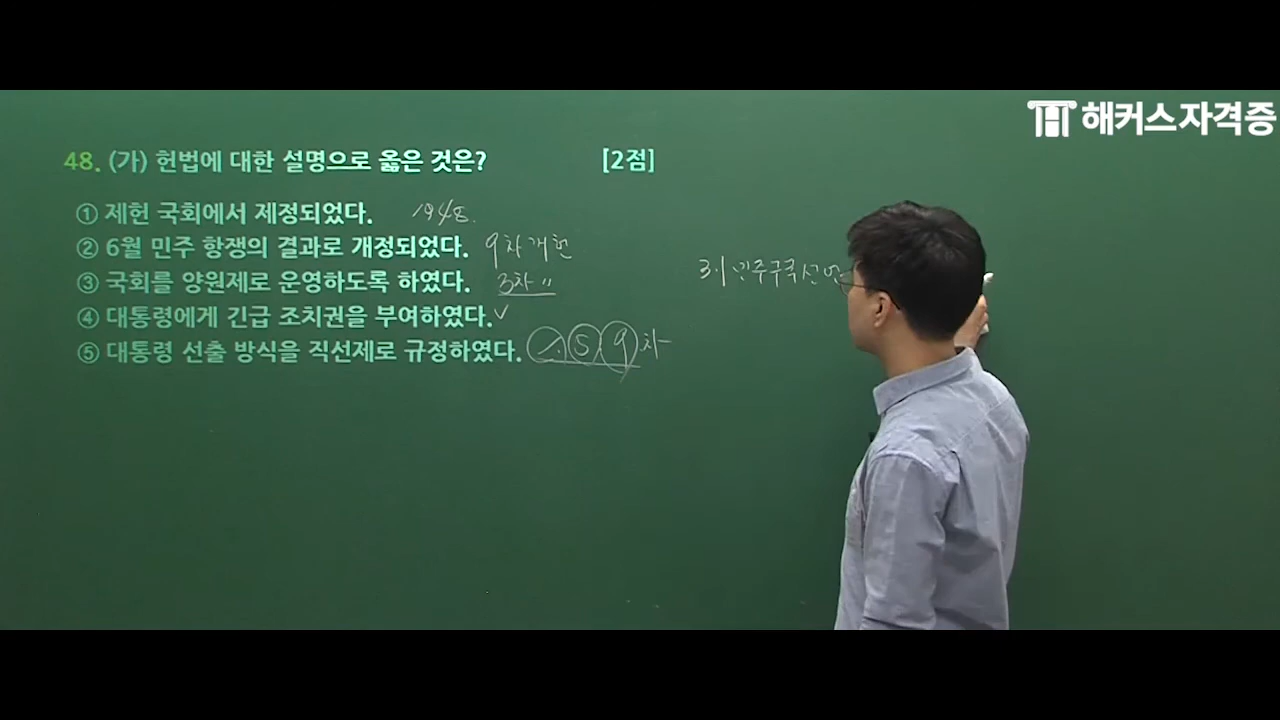 해커스자격증
48. (가) 헌법에 대한 설명으로 옳은 것은? [2점]
① 제헌 국회에서 제정되었다. 1948.
② 6월 민주 항쟁의 결과로 개정되었다. 9차 개헌
③ 국회를 양원제로 운영하도록 하였다. 3차 〃
3·1 민주구국선언
④ 대통령에게 긴급 조치권을 부여하였다. ✓
⑤ 대통령 선출 방식을 직선제로 규정하였다. ⑤ 9차